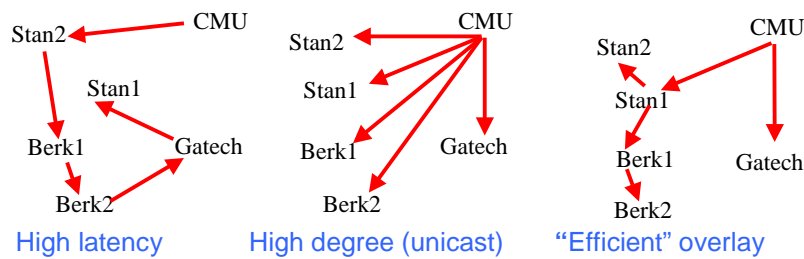 Stan2
CMU
Stan1
Berk1
Gatech
Berk2
High latency
CMU
Stan2
Stan1
Berk1
Gatech
Berk2
High degree (unicast)
CMU
Stan2
Stan1
Berk1
Gatech
Berk2
“Efficient” overlay